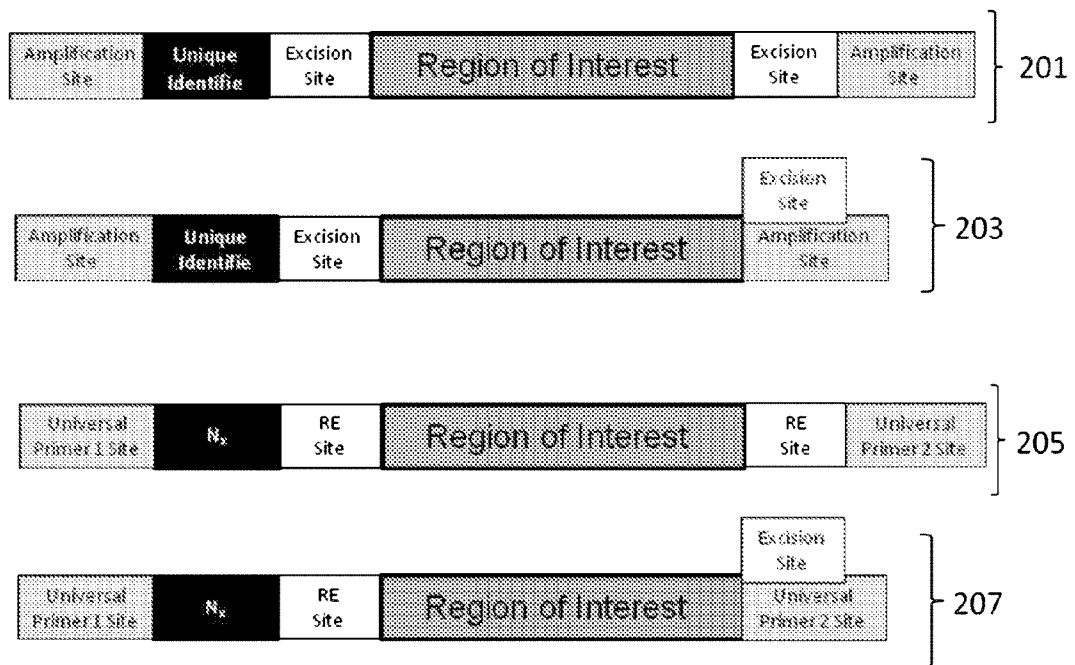 Amplification Site
Unique Identifie
Excision Site
Region of Interest
Excision Site
Amplification Site
201
Excision Site
Amplification Site
Unique Identifie
Excision Site
Region of Interest
Amplification Site
203
Universal Primer 1 Site
Nₓ
RE Site
Region of Interest
RE Site
Universal Primer 2 Site
205
Excision Site
Universal Primer 1 Site
Nₓ
RE Site
Region of Interest
Universal Primer 2 Site
207